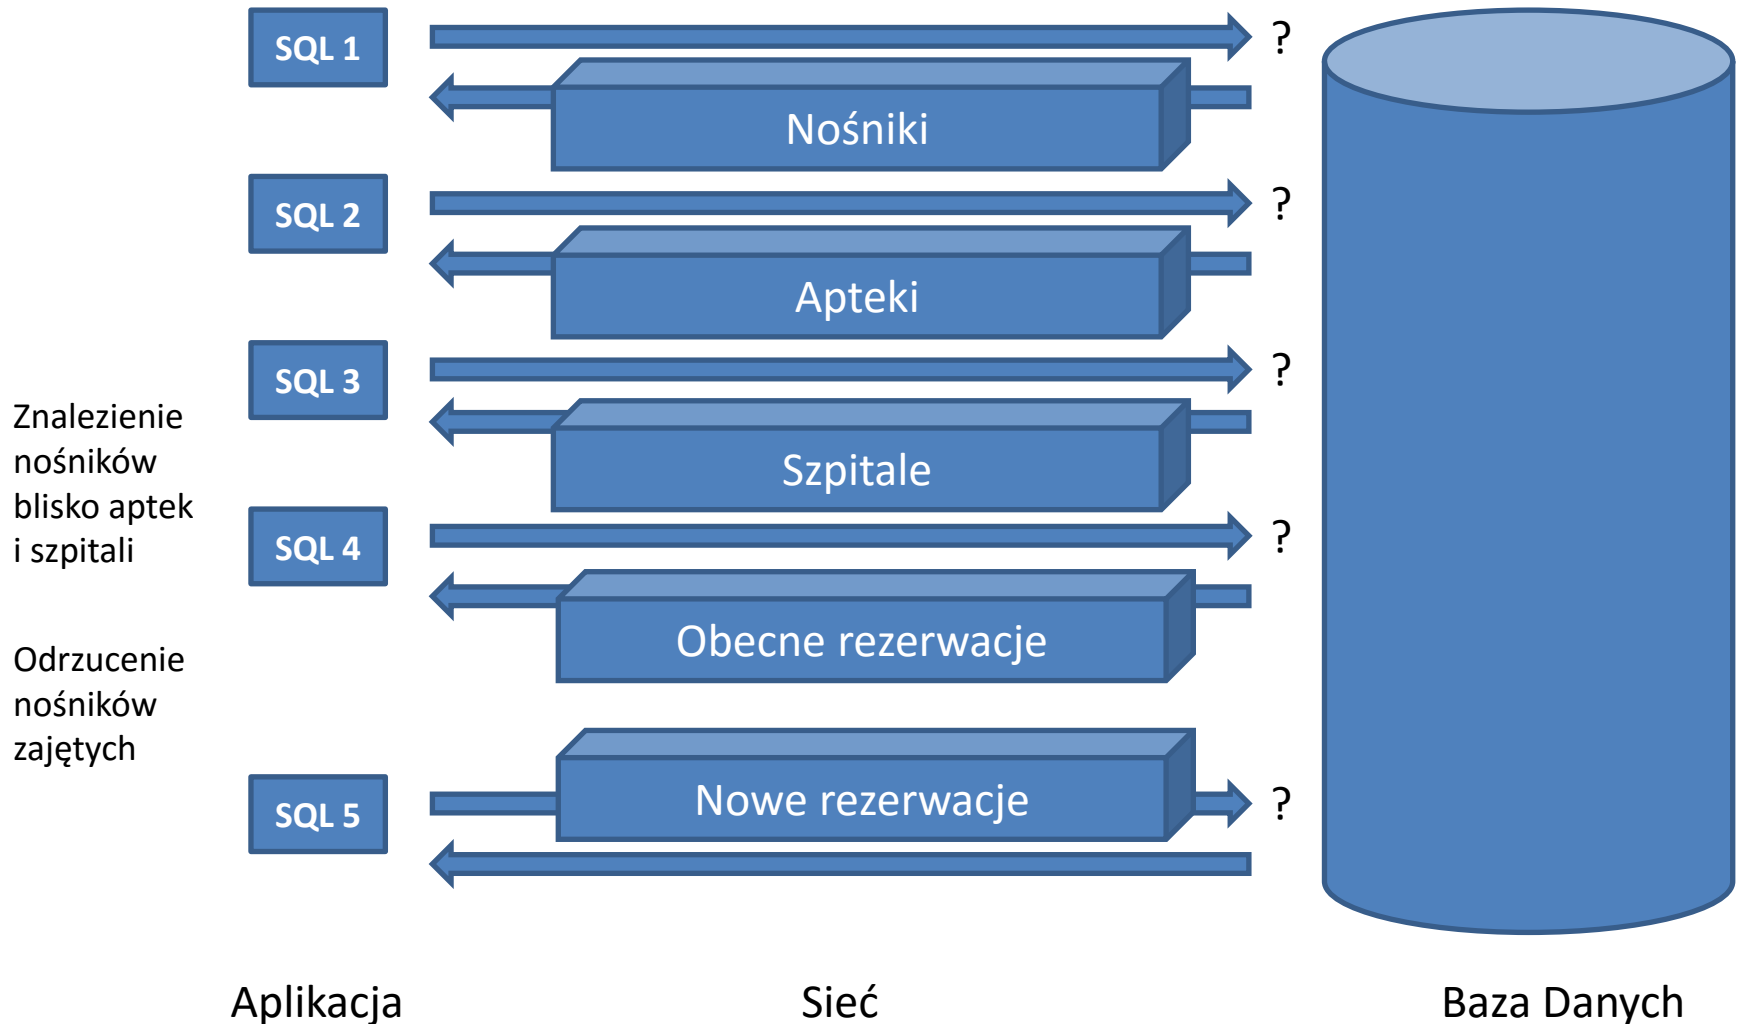 SQL 1
?
Nośniki
SQL 2
?
Apteki
SQL 3
?
Szpitale
Znalezienie
nośników
blisko aptek
i szpitali
SQL 4
?
Obecne rezerwacje
Odrzucenie
nośników
zajętych
SQL 5
Nowe rezerwacje
?
Aplikacja
Sieć
Baza Danych